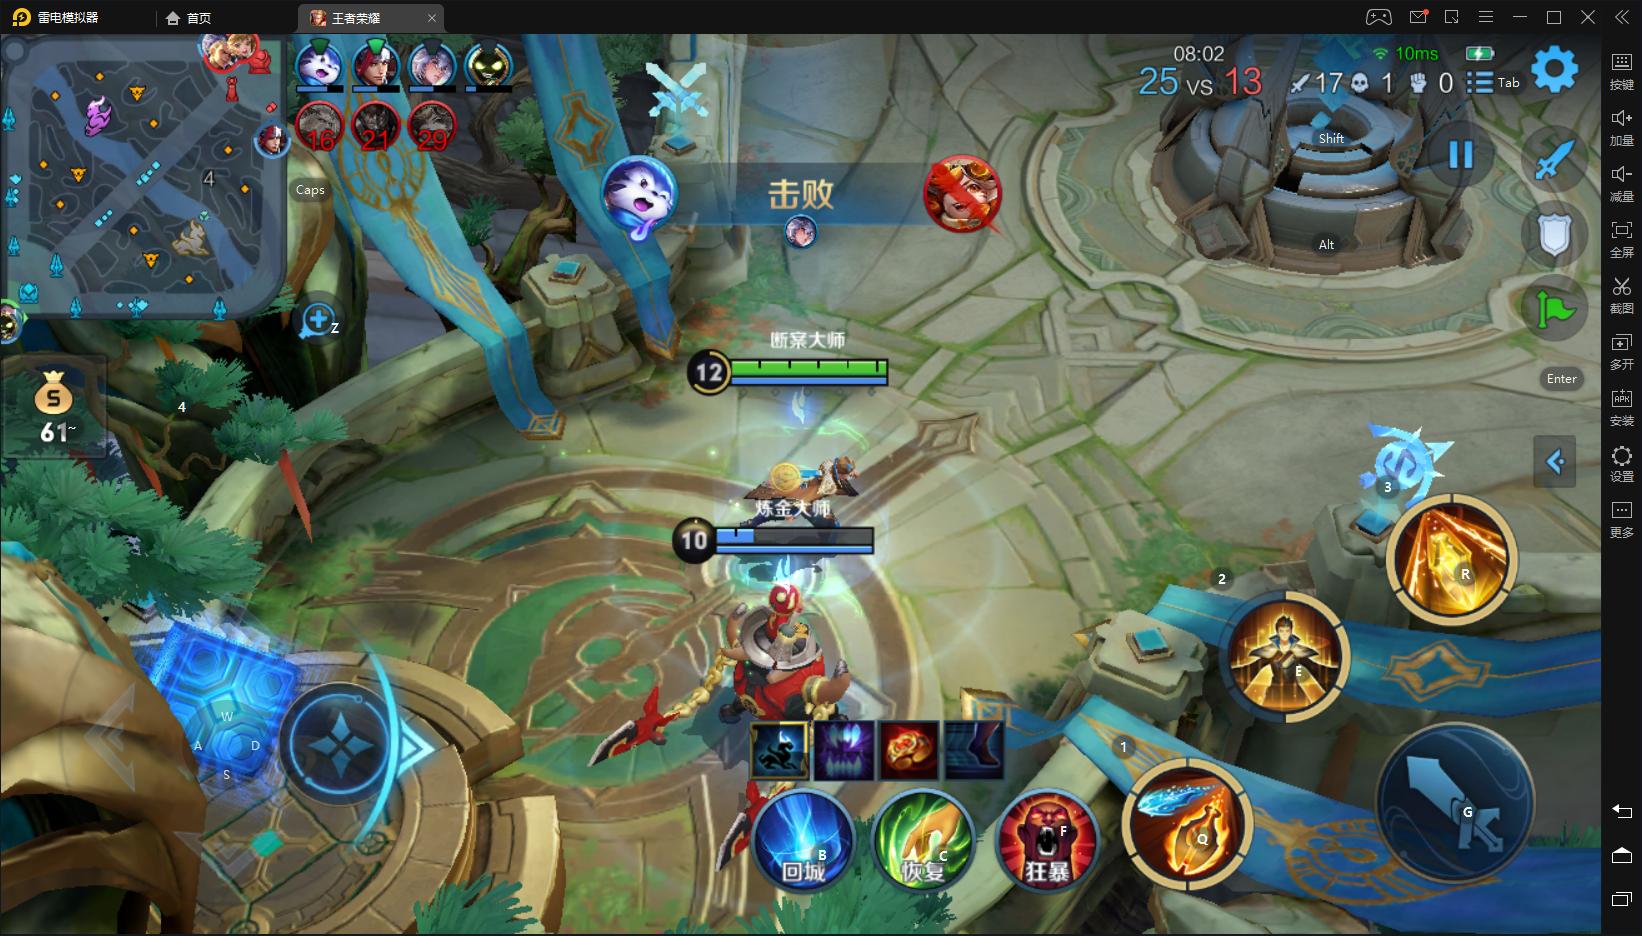 雷电模拟器
首页
王者荣耀
08:02
10ms
25 vs 13
17 1 0
Tab
16 21 29
4
Caps
击败
Shift
Alt
Z
Enter
61~
4
断案大师
12
炼金大师
10
3
R
2
E
1
Q
G
W
A D
S
B
回城
C
恢复
F
狂暴
按键
加量
减量
全屏
截图
多开
APK
安装
设置
更多